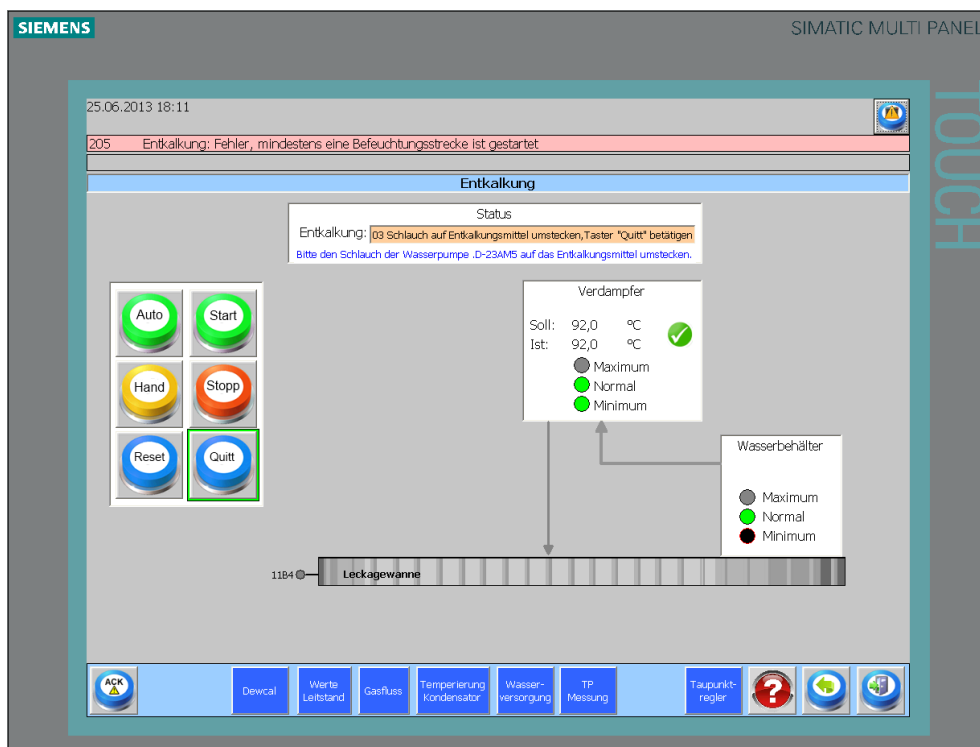 SIEMENS
SIMATIC MULTI PANEL
TOUCH
25.06.2013 18:11
205 Entkalkung: Fehler, mindestens eine Befeuchtungsstrecke ist gestartet
Entkalkung
Status
Entkalkung: 03 Schlauch auf Entkalkungsmittel umstecken,Taster "Quitt" betätigen
Bitte den Schlauch der Wasserpumpe .D-23AM5 auf das Entkalkungsmittel umstecken.
Verdampfer
Soll: 92,0 ºC
Ist: 92,0 ºC
Maximum
Normal
Minimum
Auto Start
Hand Stopp
Reset Quitt
Wasserbehälter
Maximum
Normal
Minimum
11B4 Leckagewanne
ACK
Dewcal
Werte
Leitstand
Gasfluss
Temperierung
Kondensator
Wasser-
versorgung
TP
Messung
Taupunkt-
regler
?